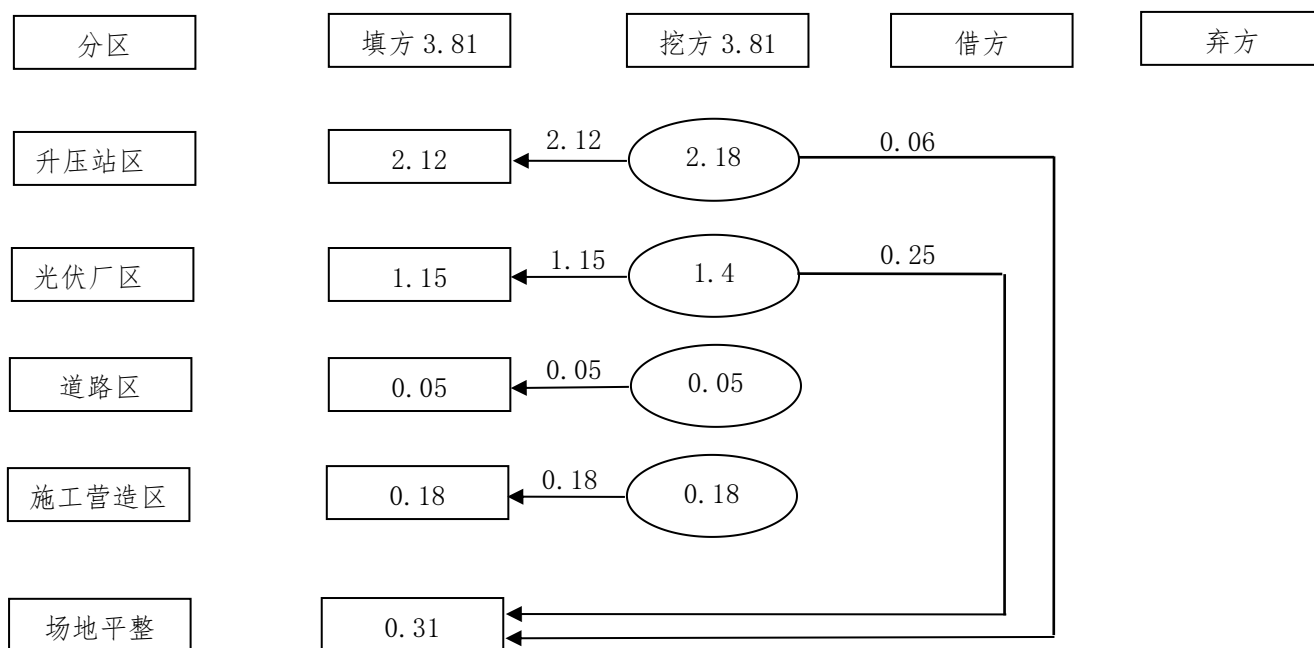 分区 填方 3.81 挖方 3.81 借方 弃方
升压站区 2.12 2.12 2.18 0.06
光伏厂区 1.15 1.15 1.4 0.25
道路区 0.05 0.05 0.05
施工营造区 0.18 0.18 0.18
场地平整 0.31